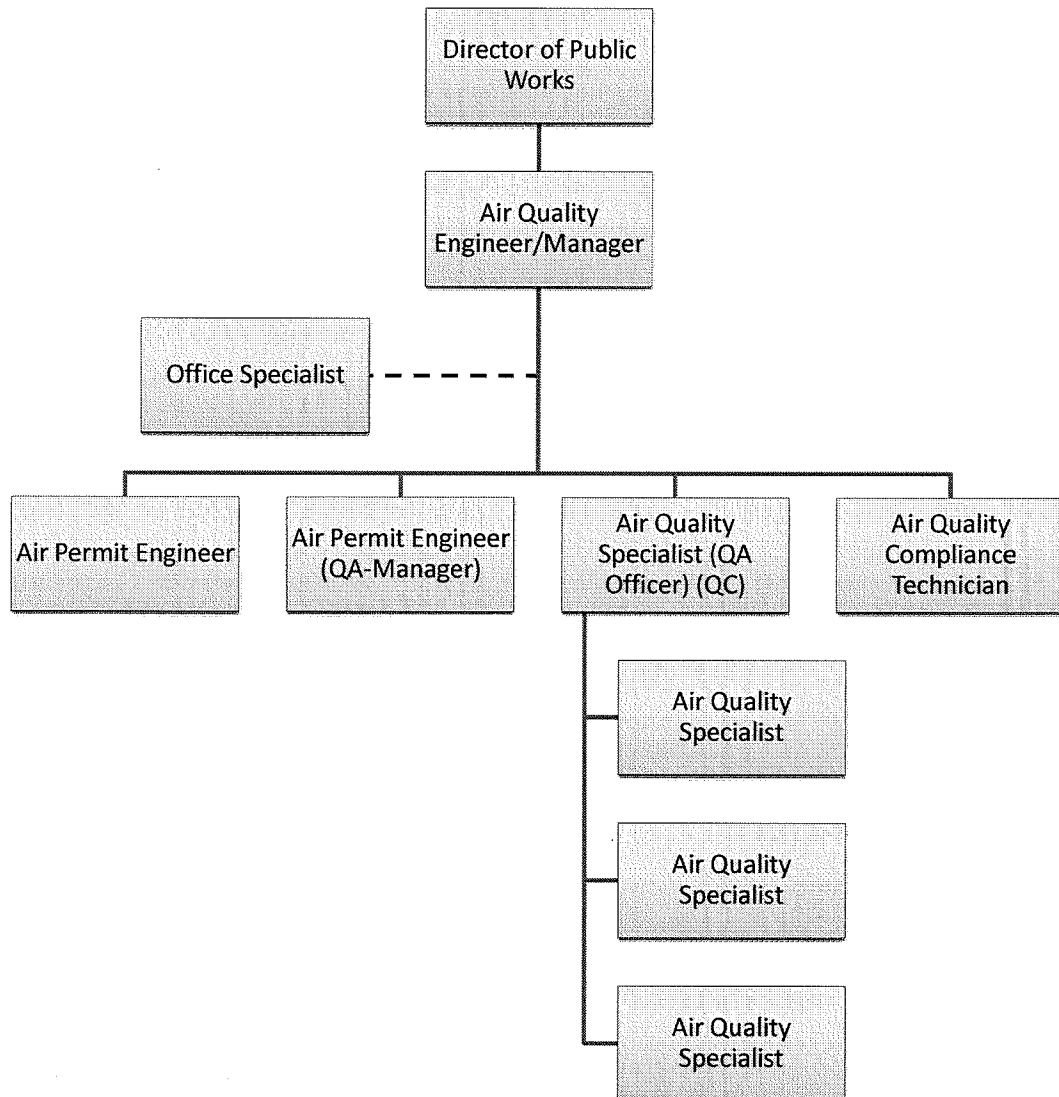 Director of Public
Works
Air Quality
Engineer/Manager
Office Specialist
Air Permit Engineer
Air Permit Engineer
(QA-Manager)
Air Quality
Specialist (QA
Officer) (QC)
Air Quality
Compliance
Technician
Air Quality
Specialist
Air Quality
Specialist
Air Quality
Specialist